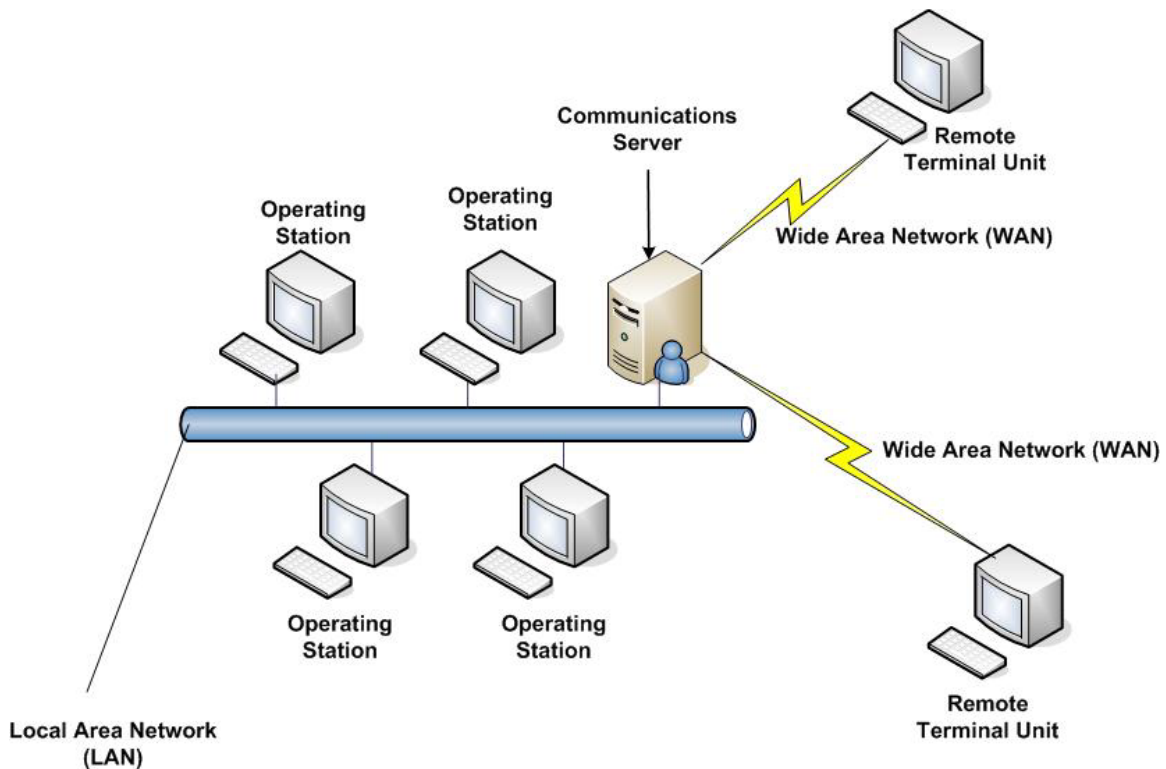 Communications
Server
Remote
Terminal Unit
Operating
Station
Operating
Station
Wide Area Network (WAN)
Wide Area Network (WAN)
Operating
Station
Operating
Station
Remote
Terminal Unit
Local Area Network
(LAN)